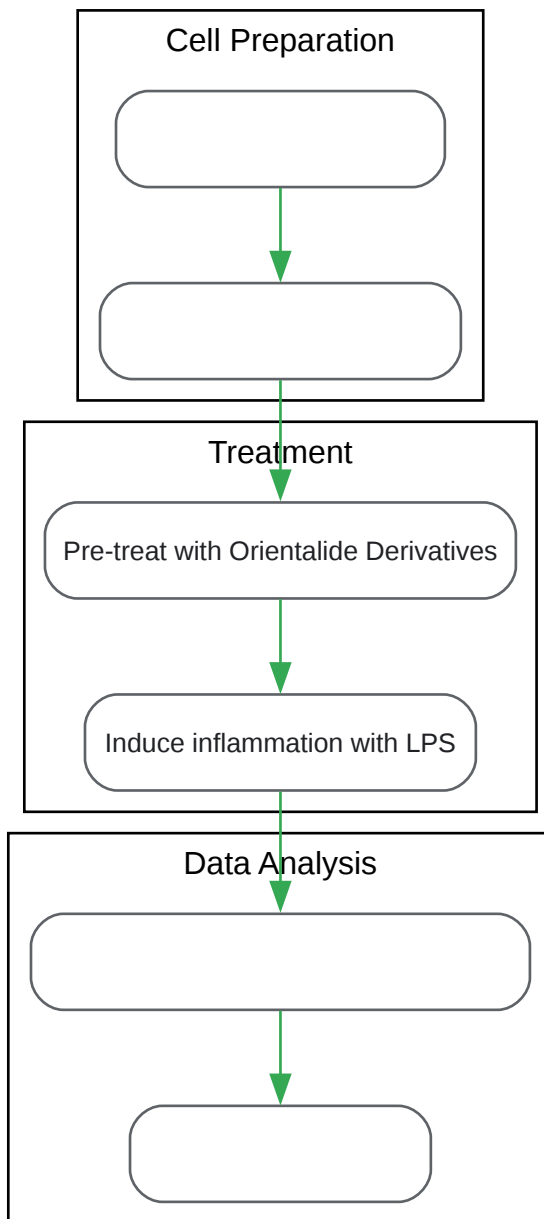 Cell Preparation
Treatment
Pre-treat with Orientalide Derivatives
Induce inflammation with LPS
Data Analysis